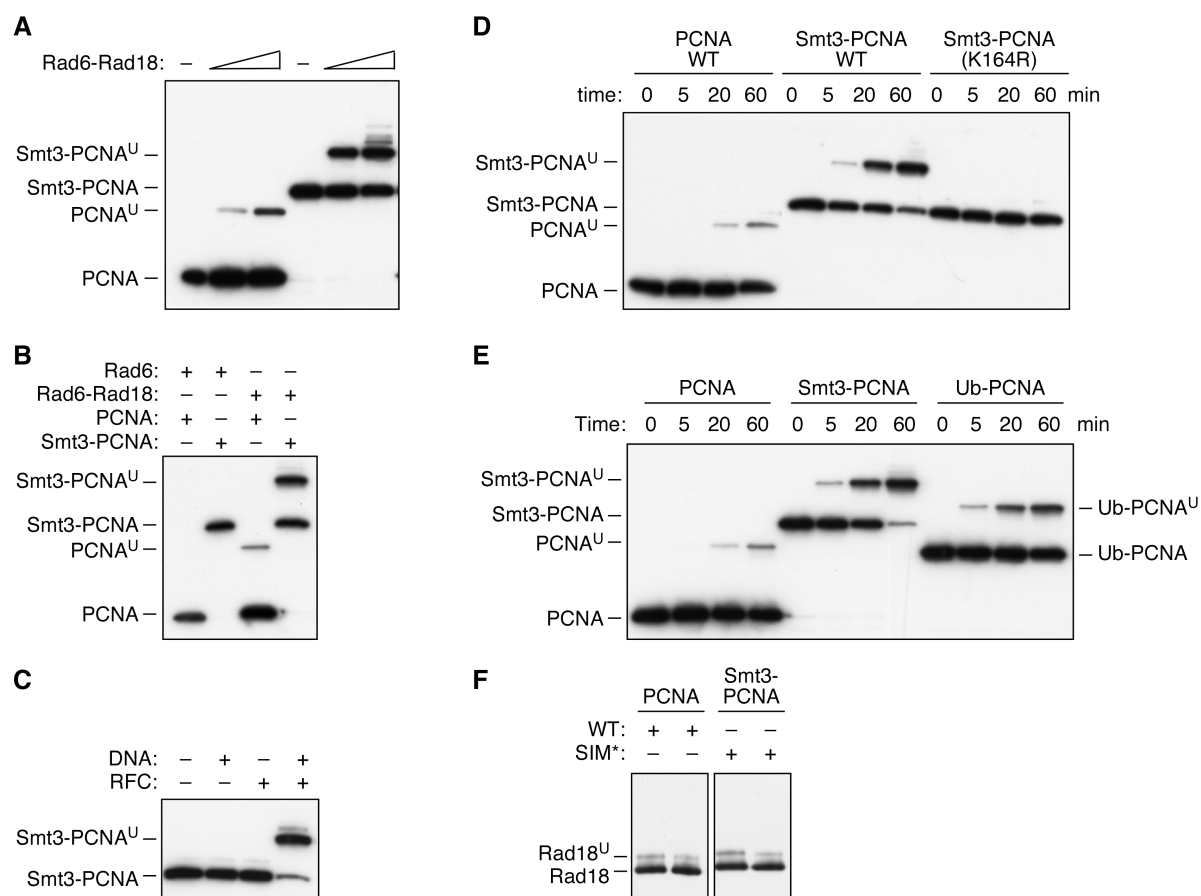 A
Rad6-Rad18: – –
Smt3-PCNAU –
Smt3-PCNA –
PCNAU –
PCNA –
B
Rad6: + + – –
Rad6-Rad18: – – + +
PCNA: + – + –
Smt3-PCNA: – + – +
Smt3-PCNAU –
Smt3-PCNA –
PCNAU –
PCNA –
C
DNA: – + – +
RFC: – – + +
Smt3-PCNAU –
Smt3-PCNA –
D
PCNA WT Smt3-PCNA WT Smt3-PCNA (K164R)
time: 0 5 20 60 0 5 20 60 0 5 20 60 min
Smt3-PCNAU –
Smt3-PCNA –
PCNAU –
PCNA –
E
PCNA Smt3-PCNA Ub-PCNA
Time: 0 5 20 60 0 5 20 60 0 5 20 60 min
Smt3-PCNAU –
Smt3-PCNA –
PCNAU –
PCNA –
– Ub-PCNAU
– Ub-PCNA
F
PCNA Smt3-PCNA
WT: + + – –
SIM*: – – + +
Rad18U –
Rad18 –